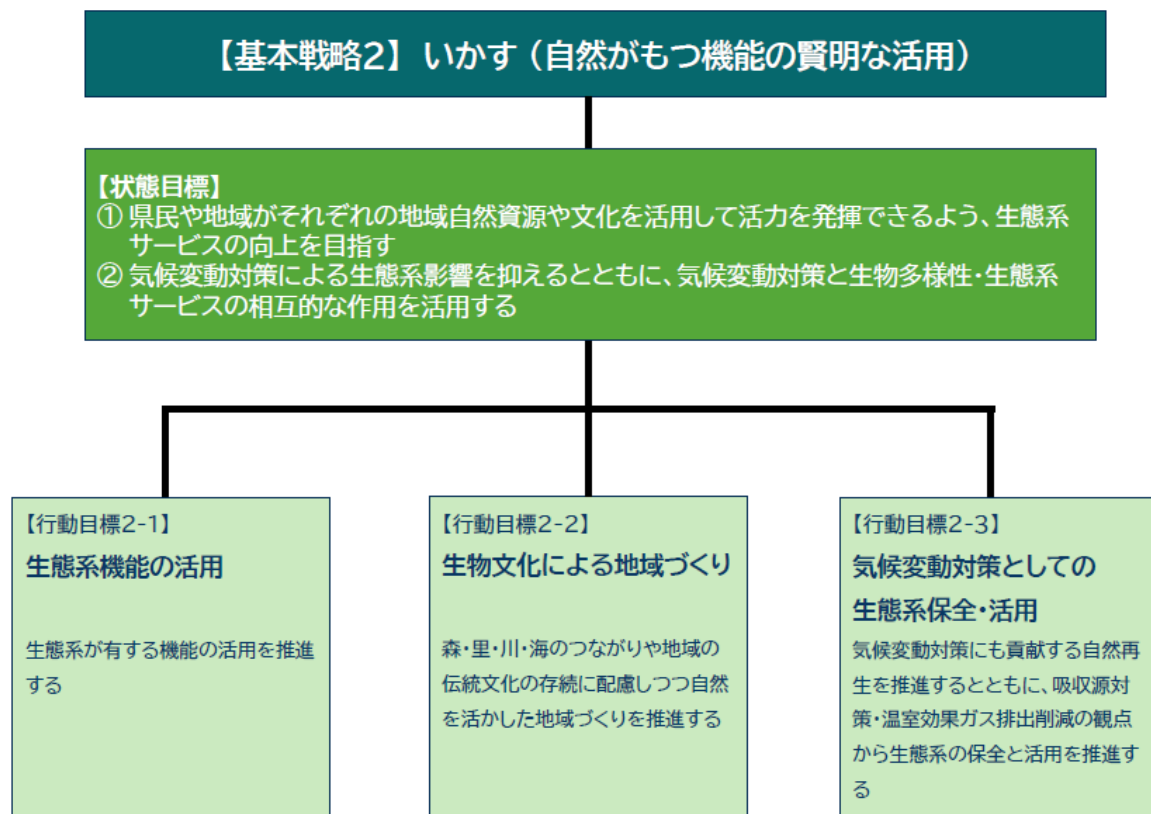 【基本戦略2】 いかす（自然がもつ機能の賢明な活用）
【状態目標】
① 県民や地域がそれぞれの地域自然資源や文化を活用して活力を発揮できるよう、生態系
サービスの向上を目指す
② 気候変動対策による生態系影響を抑えるとともに、気候変動対策と生物多様性・生態系
サービスの相互的な作用を活用する
【行動目標2-1】
生態系機能の活用
生態系が有する機能の活用を推進
する
【行動目標2-2】
生物文化による地域づくり
森・里・川・海のつながりや地域の
伝統文化の存続に配慮しつつ自然
を活かした地域づくりを推進する
【行動目標2-3】
気候変動対策としての
生態系保全・活用
気候変動対策にも貢献する自然再
生を推進するとともに、吸収源対
策・温室効果ガス排出削減の観点
から生態系の保全と活用を推進す
る